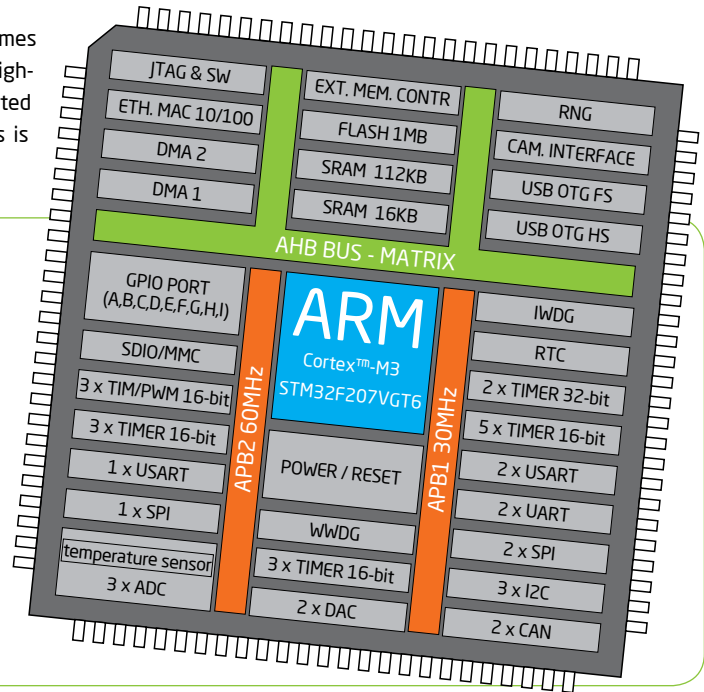 mes
igh-
ted
s is
JTAG & SW
ETH. MAC 10/100
DMA 2
DMA 1
EXT. MEM. CONTR
FLASH 1MB
SRAM 112KB
SRAM 16KB
RNG
CAM. INTERFACE
USB OTG FS
USB OTG HS
AHB BUS - MATRIX
GPIO PORT
(A,B,C,D,E,F,G,H,I)
SDIO/MMC
3 x TIM/PWM 16-bit
3 x TIMER 16-bit
1 x USART
1 x SPI
temperature sensor
3 x ADC
APB2 60MHz
ARM
Cortex™-M3
STM32F207VGT6
POWER / RESET
WWDG
3 x TIMER 16-bit
2 x DAC
APB1 30MHz
IWDG
RTC
2 x TIMER 32-bit
5 x TIMER 16-bit
2 x USART
2 x UART
2 x SPI
3 x I2C
2 x CAN